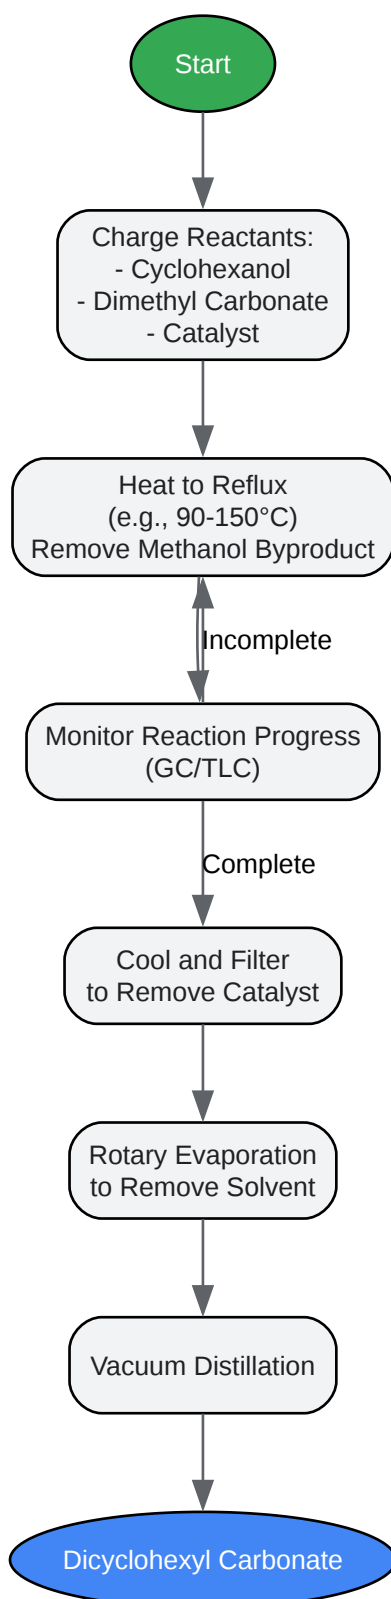 Start
Charge Reactants:
- Cyclohexanol
- Dimethyl Carbonate
- Catalyst
Heat to Reflux
(e.g., 90-150°C)
Remove Methanol Byproduct
Incomplete
Monitor Reaction Progress
(GC/TLC)
Complete
Cool and Filter
to Remove Catalyst
Rotary Evaporation
to Remove Solvent
Vacuum Distillation
Dicyclohexyl Carbonate